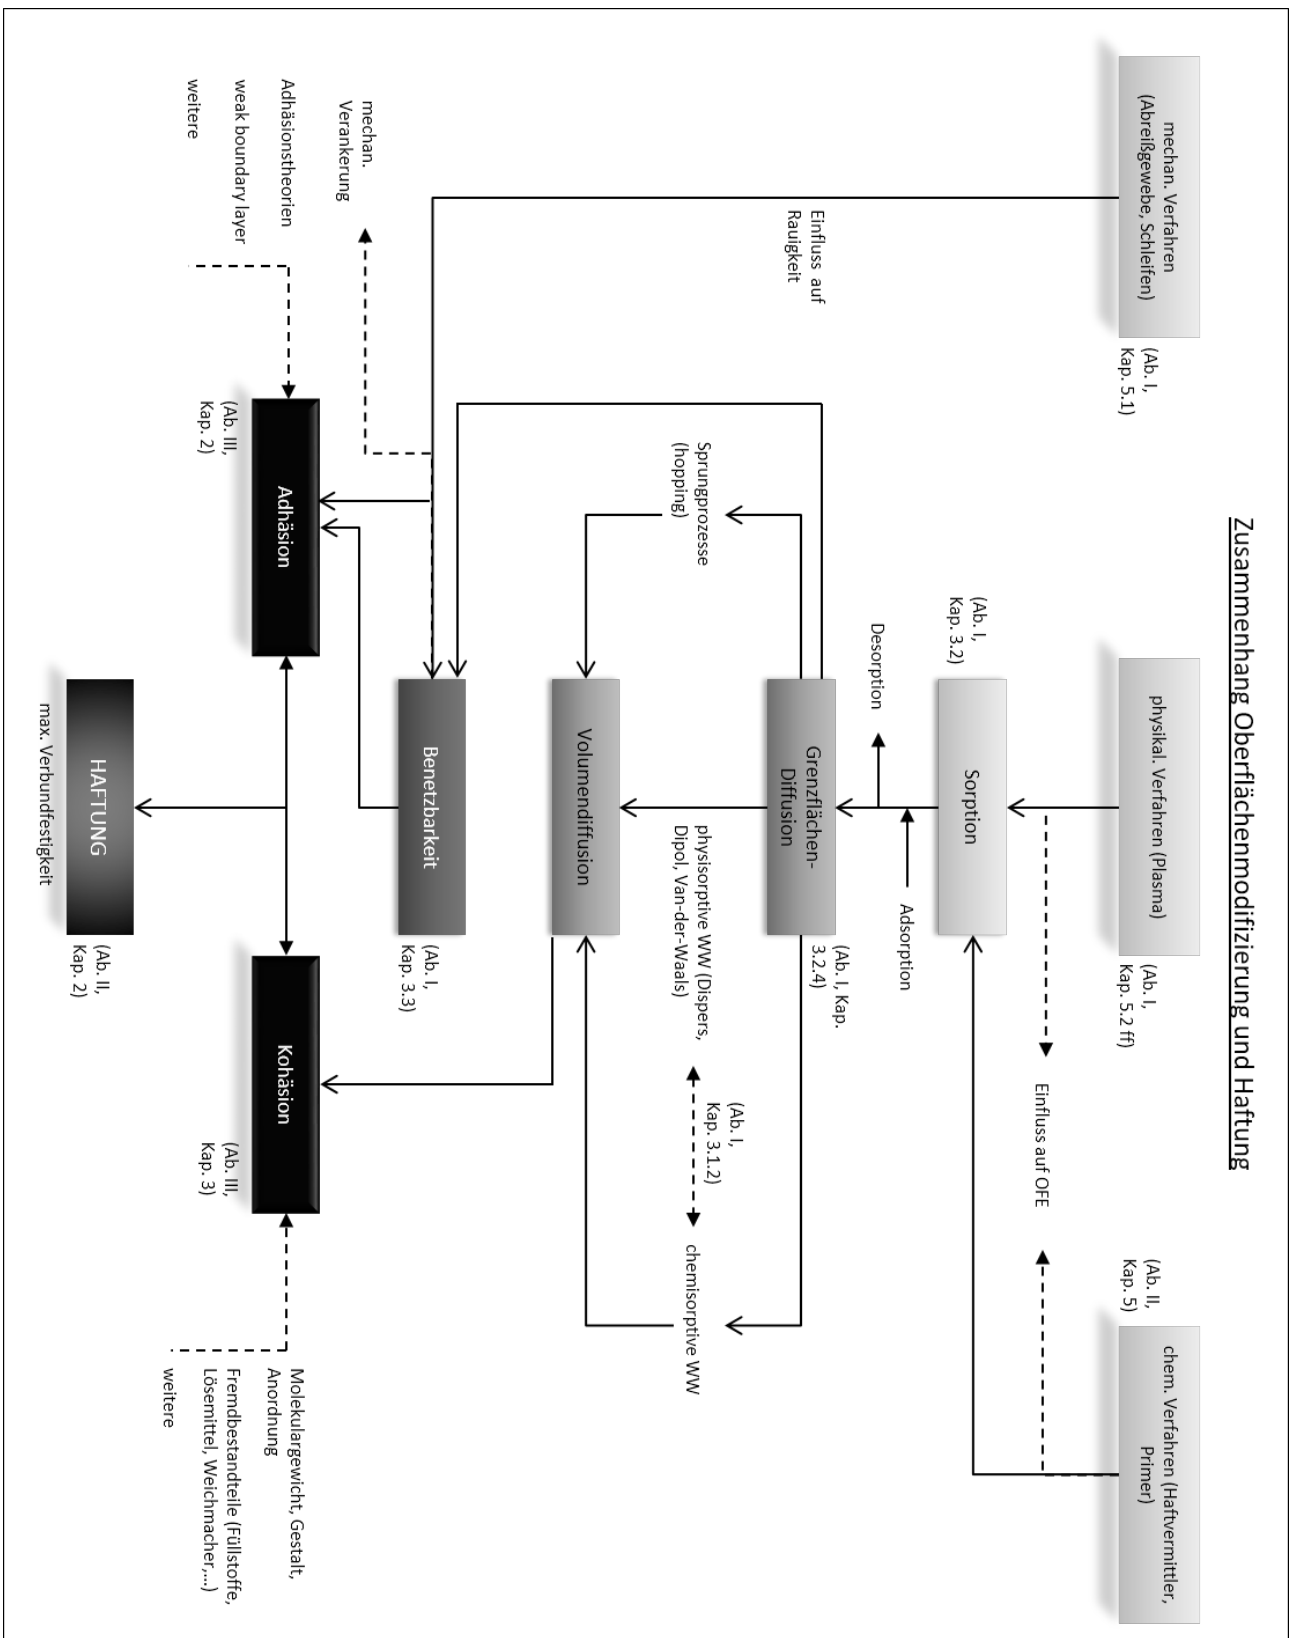 Zusammenhang Oberflächenmodifizierung und Haftung
mechan. Verfahren
(Abreißgewebe, Schleifen)
(Ab. I,
Kap. 5.1)
physikal. Verfahren (Plasma)
(Ab. I,
Kap. 5.2 ff)
(Ab. II,
Kap. 5)
chem. Verfahren (Haftvermittler,
Primer)
Einfluss auf OFE
(Ab. I,
Kap. 3.2)
Sorption
Desorption
Adsorption
Einfluss auf
Rauigkeit
Grenzflächen-
Diffusion
(Ab. I, Kap.
3.2.4)
Sprungprozesse
(hopping)
physisorptive WW (Dispers,
Dipol, Van-der-Waals)
(Ab. I,
Kap. 3.1.2)
chemisorptive WW
Volumendiffusion
Benetzbarkeit
(Ab. I,
Kap. 3.3)
mechan.
Verankerung
Adhäsionstheorien
weak boundary layer
weitere
Adhäsion
(Ab. III,
Kap. 2)
Kohäsion
(Ab. III,
Kap. 3)
Molekulargewicht, Gestalt,
Anordnung
Fremdbestandteile (Füllstoffe,
Lösemittel, Weichmacher,...)
weitere
HAFTUNG
(Ab. II,
Kap. 2)
max. Verbundfestigkeit